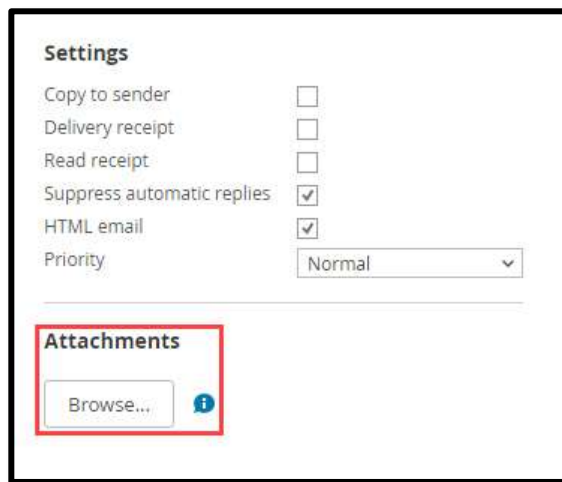 Settings
Copy to sender
Delivery receipt
Read receipt
Suppress automatic replies
HTML email
Priority Normal
Attachments
Browse...